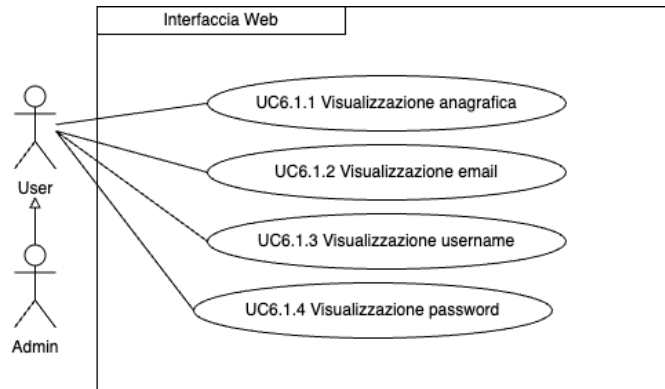 Interfaccia Web
UC6.1.1 Visualizzazione anagrafica
UC6.1.2 Visualizzazione email
User
UC6.1.3 Visualizzazione username
UC6.1.4 Visualizzazione password
Admin